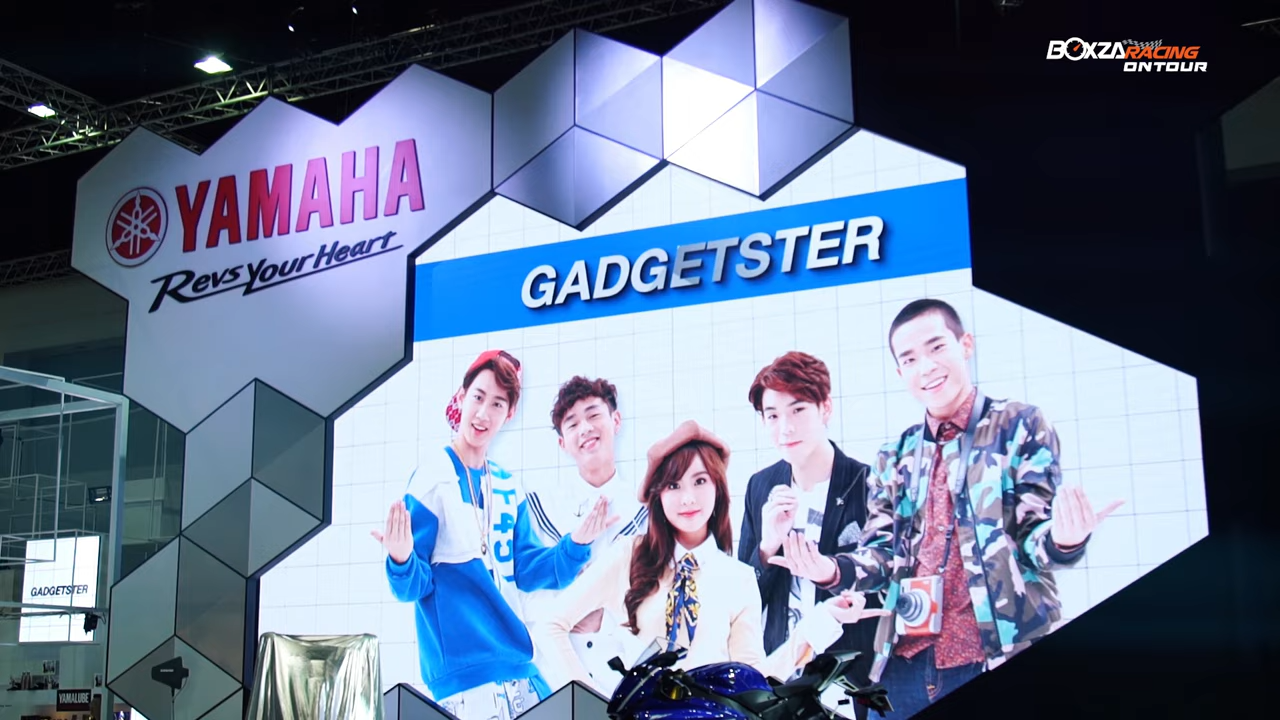 BOXZA RACING
ONTOUR
YAMAHA
Revs Your Heart
GADGETSTER
GADGETSTER
YAMALUBE